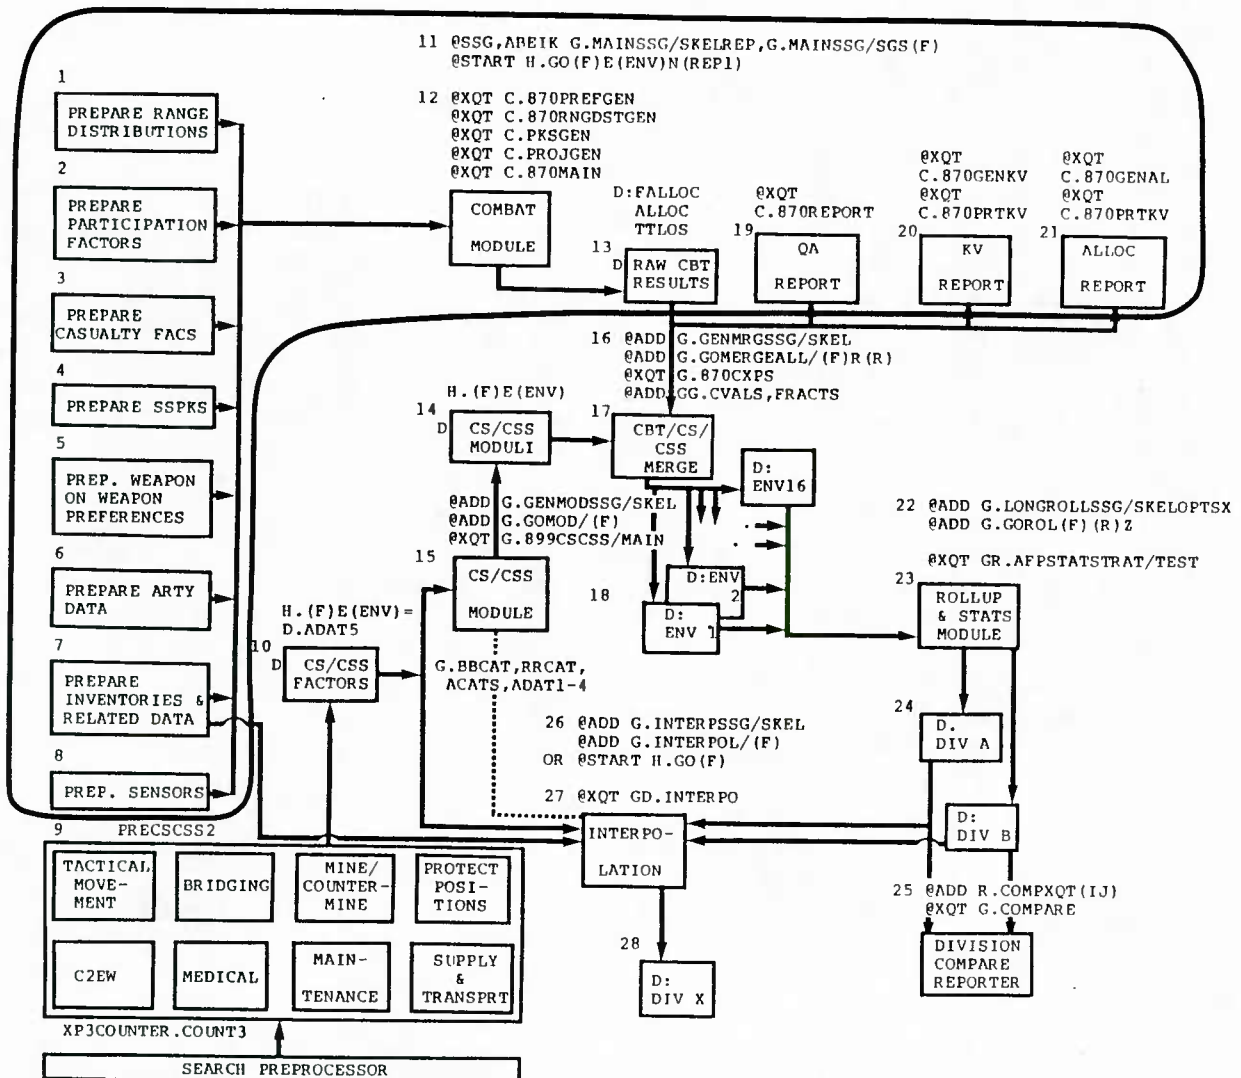 11 @SSG,ABEIK G.MAINSSG/SKELREP,G.MAINSSG/SGS(F)
@START H.GO(F)E(ENV)N(REP1)
1
PREPARE RANGE
DISTRIBUTIONS
2
PREPARE
PARTICIPATION
FACTORS
3
PREPARE
CASUALTY FACS
4
PREPARE SSPKS
5
PREP. WEAPON
ON WEAPON
PREFERENCES
6
PREPARE ARTY
DATA
7
PREPARE
INVENTORIES &
RELATED DATA
8
PREP. SENSORS
12 @XQT C.870PREFGEN
@XQT C.870RNGDSTGEN
@XQT C.PKSGEN
@XQT C.PROJGEN
@XQT C.870MAIN
COMBAT
MODULE
D:FALLOC
ALLOC
TTLOS
13
D RAW CBT
RESULTS
@XQT
C.870REPORT
19
QA
REPORT
@XQT
C.870GENKV
@XQT
C.870PRTKV
20
KV
REPORT
@XQT
C.870GENAL
@XQT
C.870PRTKV
21
ALLOC
REPORT
16 @ADD G.GENMRGSSG/SKEL
@ADD G.GOMERGEALL/(F)R(R)
@XQT G.870CXPS
@ADD GG.CVALS,FRACTS
H.(F)E(ENV)
14
D CS/CSS
MODULI
17
CBT/CS/
CSS
MERGE
D:
ENV16
@ADD G.GENMODSSG/SKEL
@ADD G.GOMOD/(F)
@XQT G.899CSCSS/MAIN
15
CS/CSS
MODULE
18
D:ENV
2
D:
ENV 1
22 @ADD G.LONGROLLSSG/SKELOPTSX
@ADD G.GOROL(F)(R)Z
@XQT GR.AFPSTATSTRAT/TEST
23
ROLLUP
& STATS
MODULE
H.(F)E(ENV)=
D.ADAT5
10
D CS/CSS
FACTORS
G.BBCAT,RRCAT,
ACATS,ADAT1-4
24
D.
DIV A
26 @ADD G.INTERPSSG/SKEL
@ADD G.INTERPOL/(F)
OR @START H.GO(F)
27 @XQT GD.INTERPO
INTERPO-
LATION
D:
DIV B
25 @ADD R.COMPXQT(IJ)
@XQT G.COMPARE
DIVISION
COMPARE
REPORTER
28
D:
DIV X
9 PRECSCSS2
TACTICAL
MOVE-
MENT
BRIDGING
MINE/
COUNTER-
MINE
PROTECT
POSI-
TIONS
C2EW
MEDICAL
MAIN-
TENANCE
SUPPLY
&
TRANSPRT
XP3COUNTER.COUNT3
SEARCH PREPROCESSOR